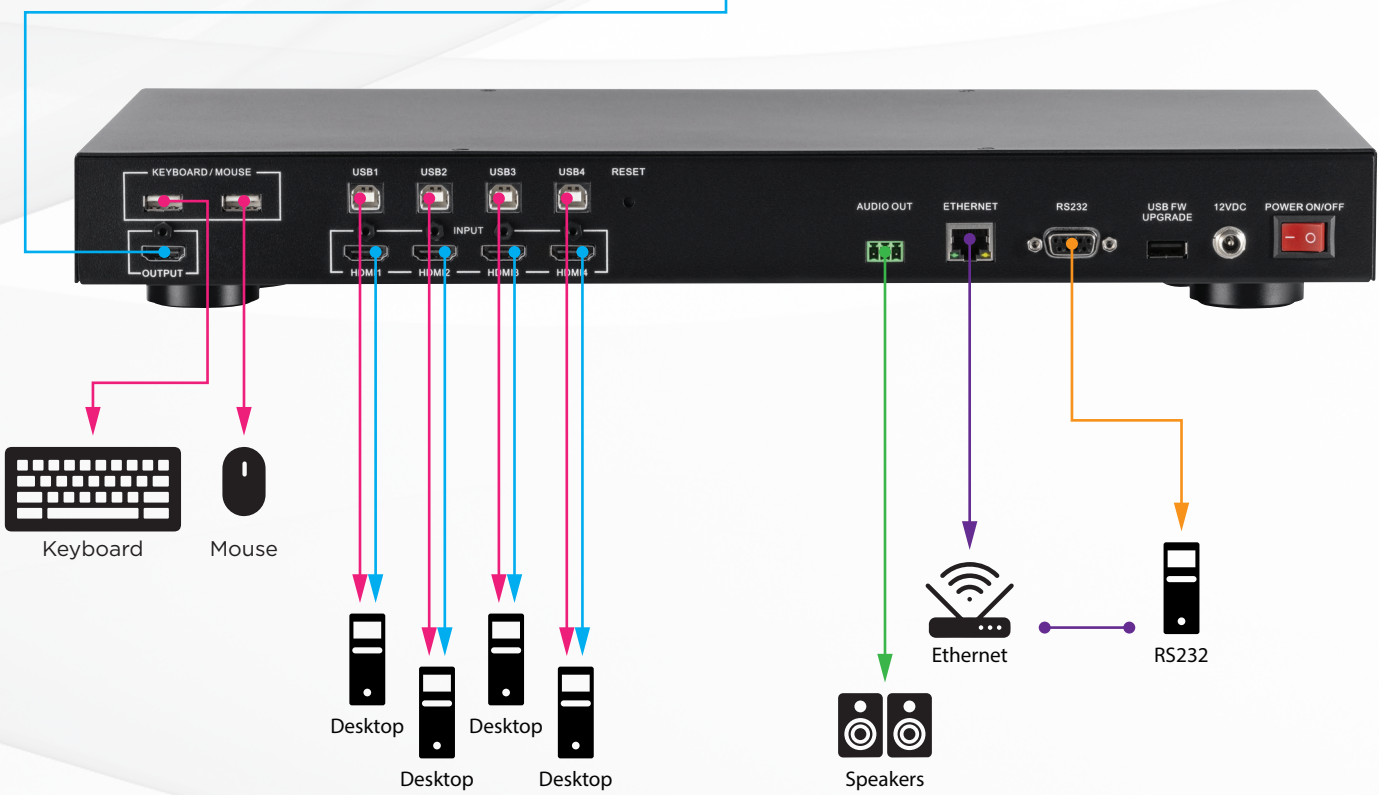 KEYBOARD / MOUSE
USB1 USB2 USB3 USB4 RESET
OUTPUT
INPUT
HDMI1 HDMI2 HDMI3 HDMI4
AUDIO OUT ETHERNET RS232 USB FW UPGRADE 12VDC POWER ON/OFF
Keyboard Mouse
Desktop Desktop
Desktop Desktop
Ethernet RS232
Speakers